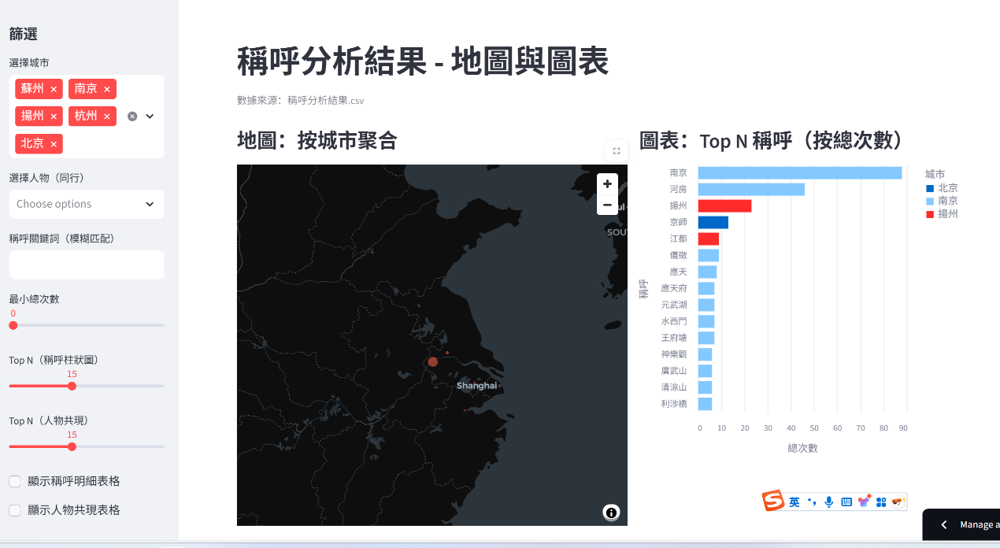 篩選
選擇城市
蘇州 ×
南京 ×
揚州 ×
杭州 ×
北京 ×
選擇人物（同行）
Choose options
稱呼關鍵詞（模糊匹配）
最小總次數
0
Top N（稱呼柱狀圖）
15
Top N（人物共現）
15
顯示稱呼明細表格
顯示人物共現表格
稱呼分析結果 - 地圖與圖表
數據來源：稱呼分析結果.csv
地圖：按城市聚合
+
−
ul
SOU
Shanghai
圖表：Top N 稱呼（按總次數）
稱呼
南京
河房
揚州
京師
江都
儀徵
應天
應天府
元武湖
水西門
王府塘
神樂觀
廣武山
清涼山
利涉橋
0 10 20 30 40 50 60 70 80 90
總次數
城市
北京
南京
揚州
英
Manage a